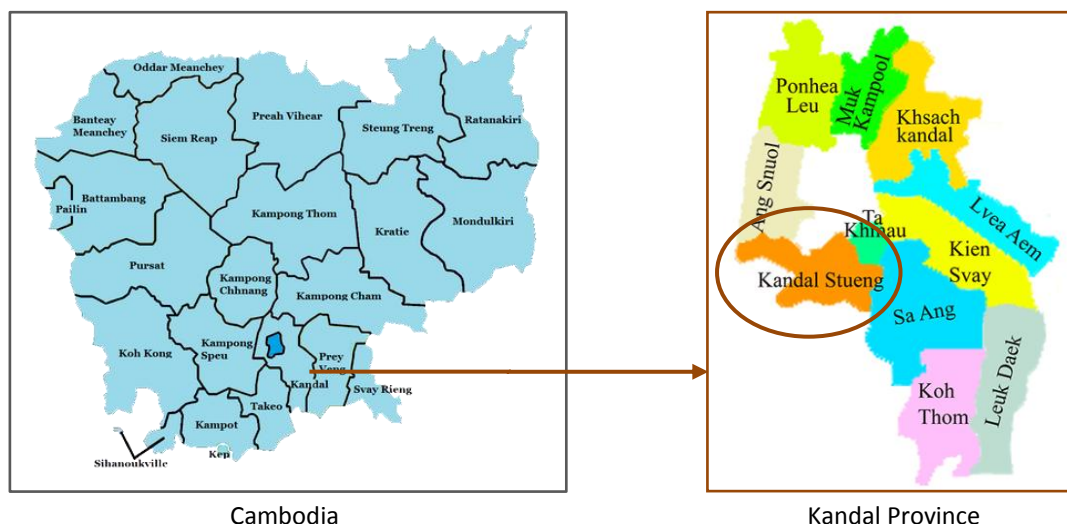 Oddar Meanchey
Banteay
Meanchey
Siem Reap
Preah Vihear
Steung Treng
Ratanakiri
Battambang
Pailin
Kampong Thom
Kratie
Mondulkiri
Pursat
Kampong
Chhnang
Kampong Cham
Koh Kong
Kampong
Speu
Prey
Veng
Kandal
Svay Rieng
Takeo
Kampot
Kep
Sihanoukville
Cambodia
Ponhea
Leu
Muk
Kampool
Khsach
kandal
Ang Snuol
Ta
Khmau
Lvea Aem
Kien
Svay
Kandal Stueng
Sa Ang
Koh
Thom
Leuk Daek
Kandal Province